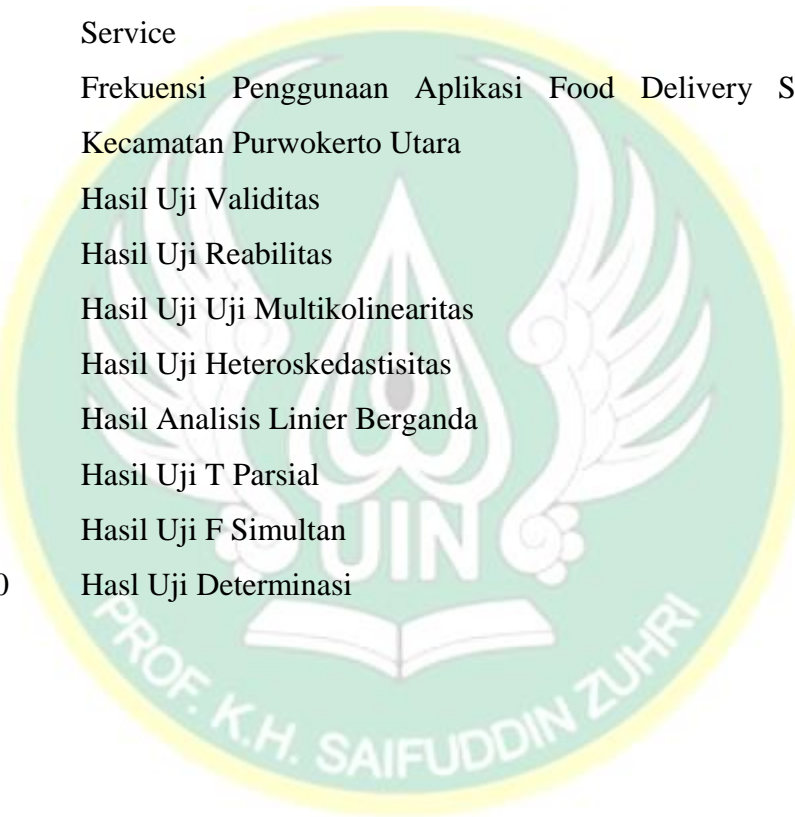 Service
Frekuensi Penggunaan Aplikasi Food Delivery S
Kecamatan Purwokerto Utara
Hasil Uji Validitas
Hasil Uji Reabilitas
Hasil Uji Uji Multikolinearitas
Hasil Uji Heteroskedastisitas
Hasil Analisis Linier Berganda
Hasil Uji T Parsial
Hasil Uji F Simultan
0 Hasl Uji Determinasi
UIN
PROF. K.H. SAIFUDDIN ZUHRI